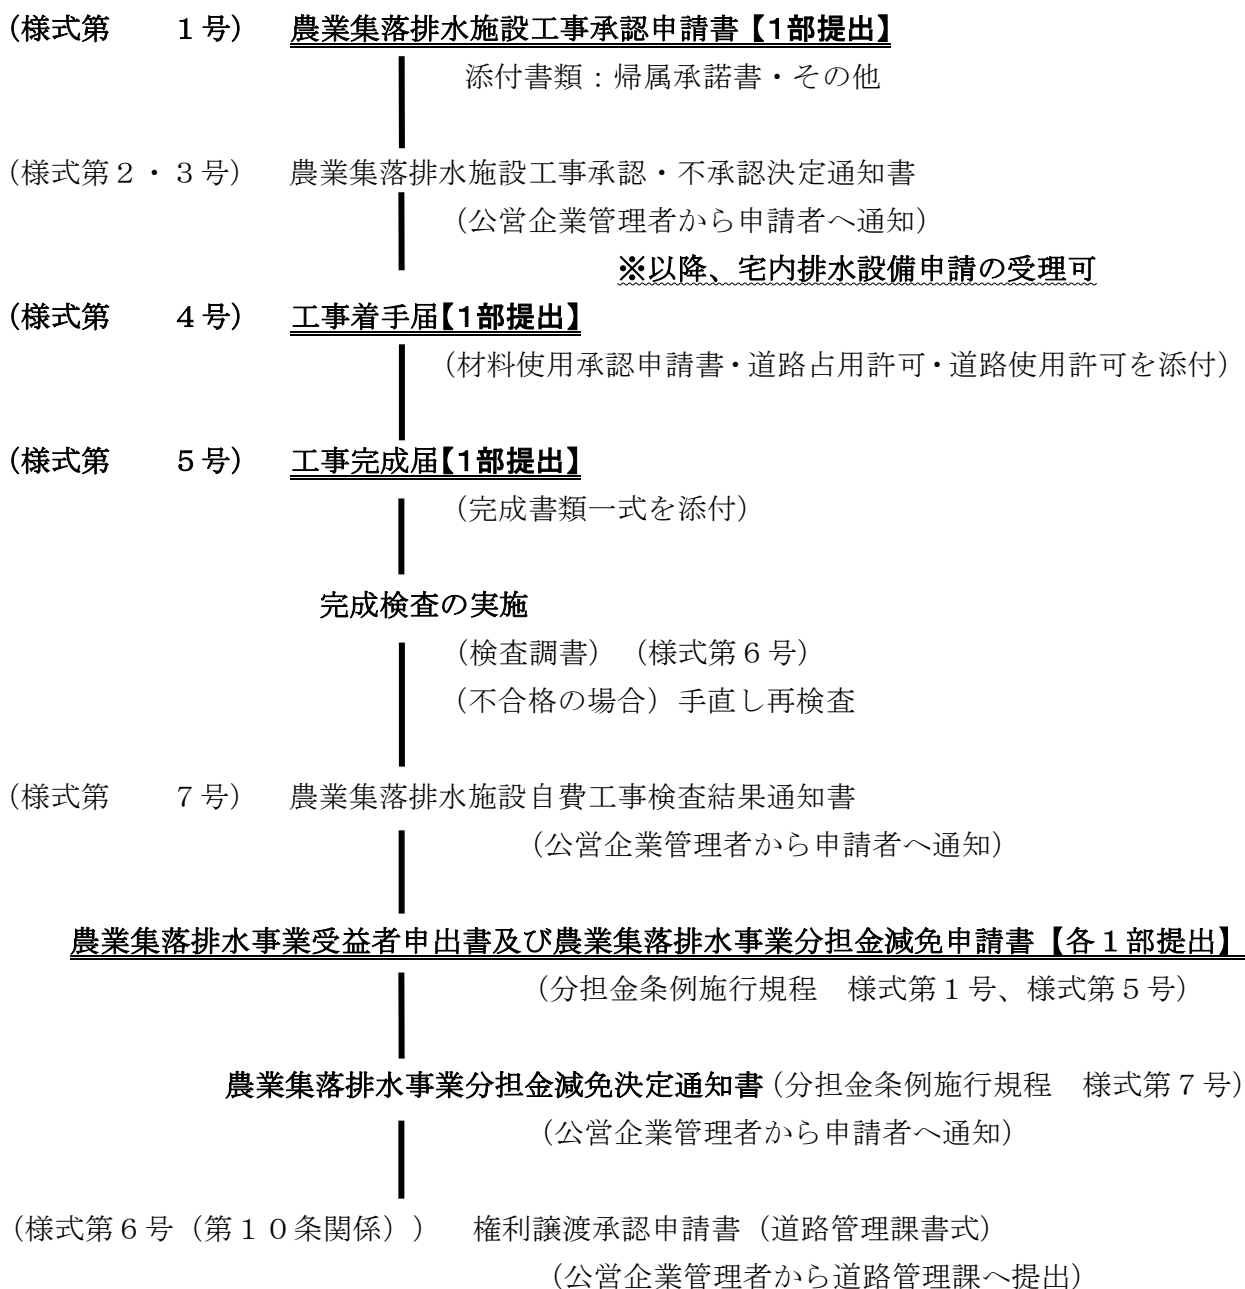 （様式第　　１号）　農業集落排水施設工事承認申請書【１部提出】
添付書類：帰属承諾書・その他
（様式第２・３号）　農業集落排水施設工事承認・不承認決定通知書
（公営企業管理者から申請者へ通知）
※以降、宅内排水設備申請の受理可
（様式第　　４号）　工事着手届【１部提出】
（材料使用承認申請書・道路占用許可・道路使用許可を添付）
（様式第　　５号）　工事完成届【１部提出】
（完成書類一式を添付）
完成検査の実施
（検査調書）（様式第６号）
（不合格の場合）手直し再検査
（様式第　　７号）　農業集落排水施設自費工事検査結果通知書
（公営企業管理者から申請者へ通知）
農業集落排水事業受益者申出書及び農業集落排水事業分担金減免申請書【各１部提出】
（分担金条例施行規程　様式第１号、様式第５号）
農業集落排水事業分担金減免決定通知書（分担金条例施行規程　様式第７号）
（公営企業管理者から申請者へ通知）
（様式第６号（第１０条関係））　権利譲渡承認申請書（道路管理課書式）
（公営企業管理者から道路管理課へ提出）